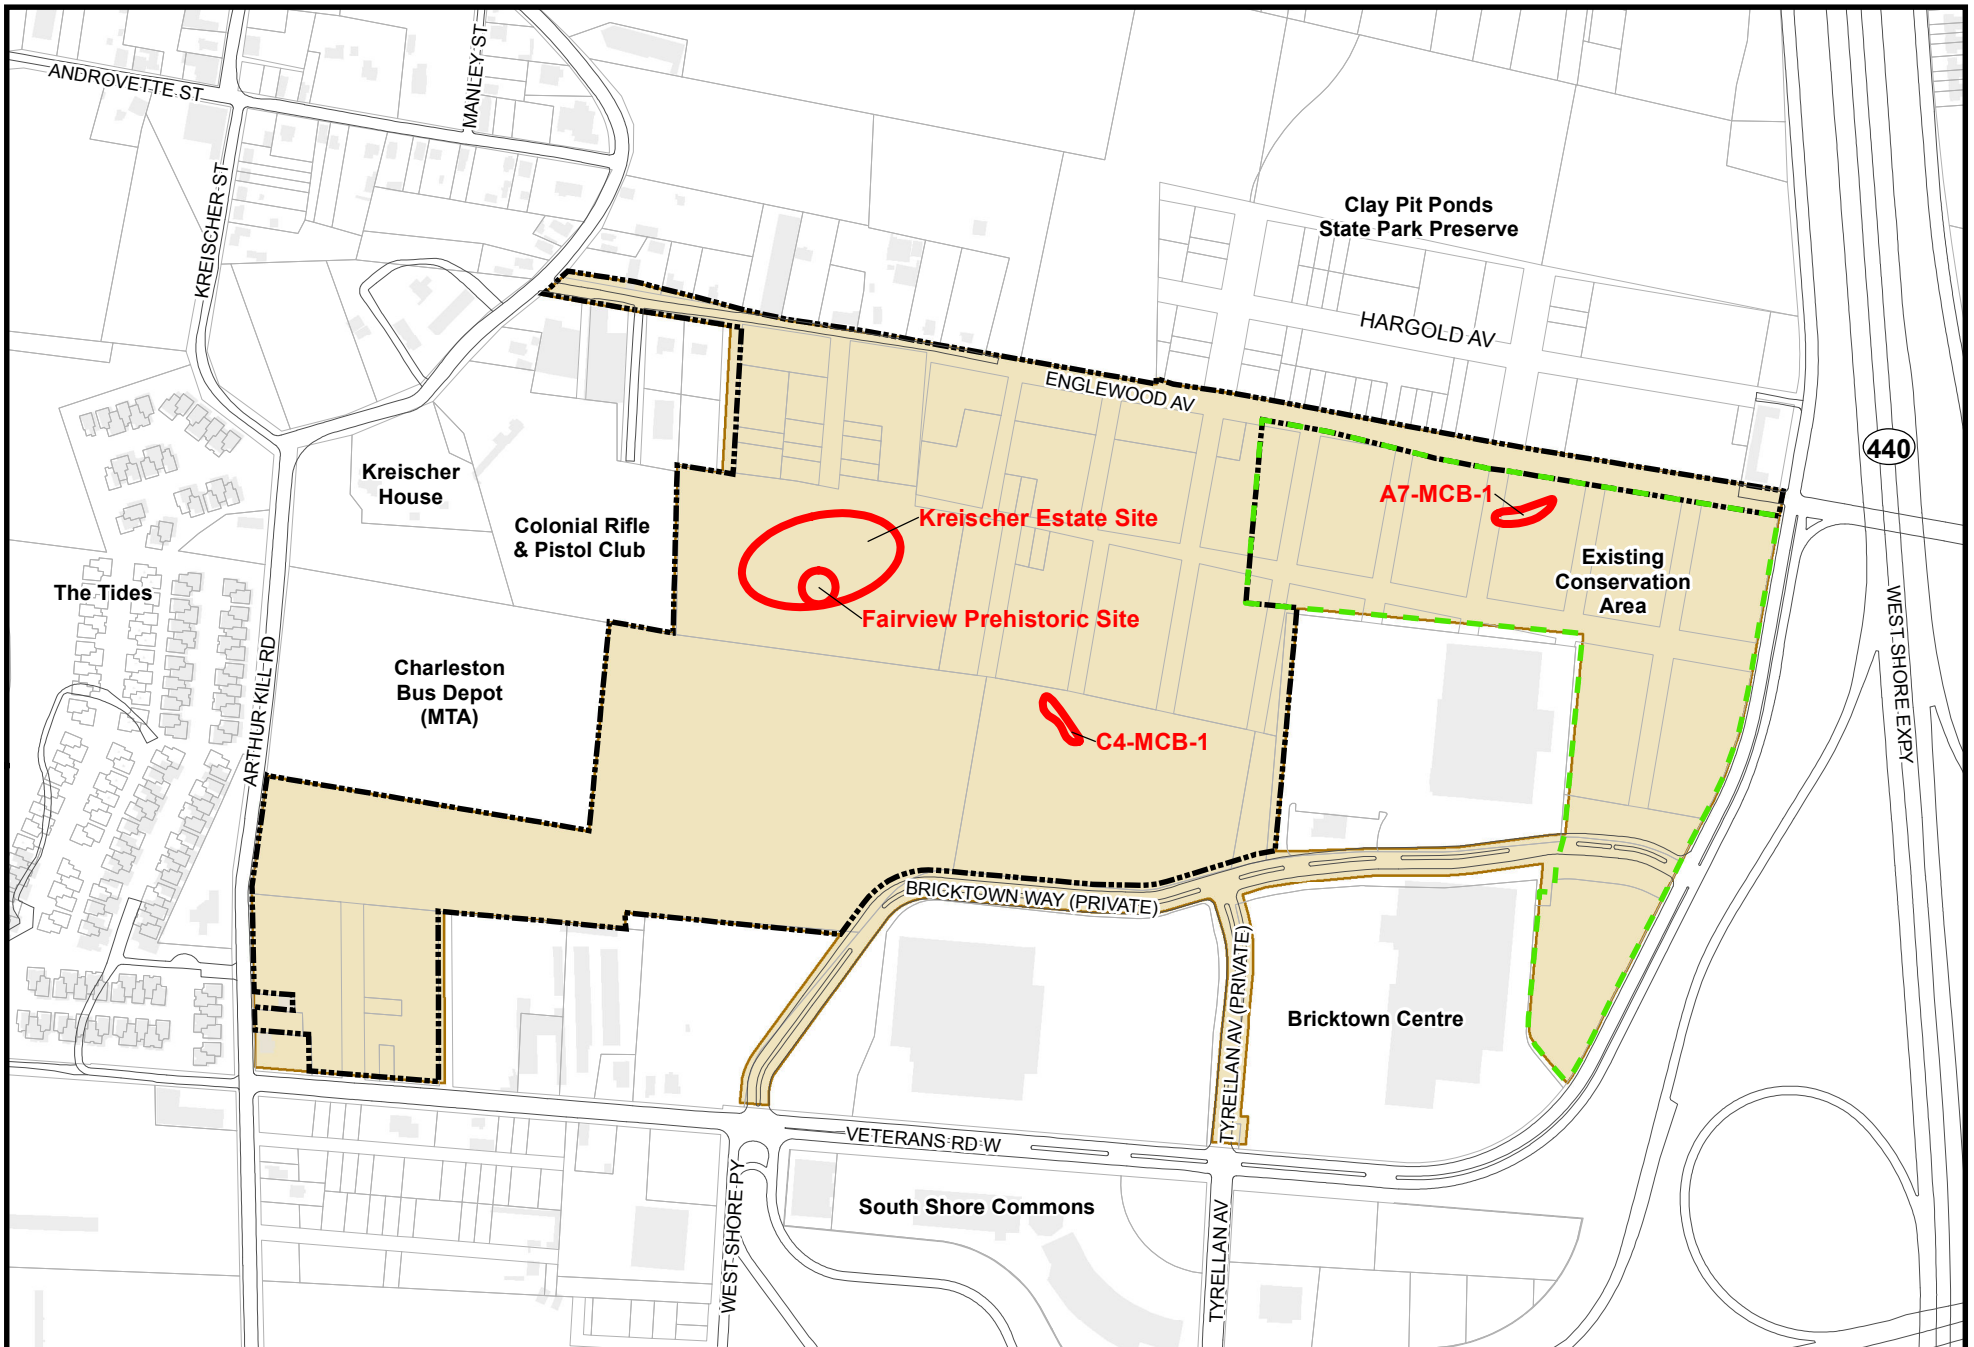 ANDROVETTE ST
MANLEY ST
KREISCHER ST
Clay Pit Ponds
State Park Preserve
HARGOLD AV
ENGLEWOOD AV
440
Kreischer
House
Colonial Rifle
& Pistol Club
Kreischer Estate Site
A7-MCB-1
Existing
Conservation
Area
The Tides
Fairview Prehistoric Site
WEST SHORE EXPY
Charleston
Bus Depot
(MTA)
ARTHUR KILL RD
C4-MCB-1
BRICKTOWN WAY (PRIVATE)
TYRELLAN AV (PRIVATE)
Bricktown Centre
VETERANS RD W
WEST SHORE PY
South Shore Commons
TYRELLAN AV